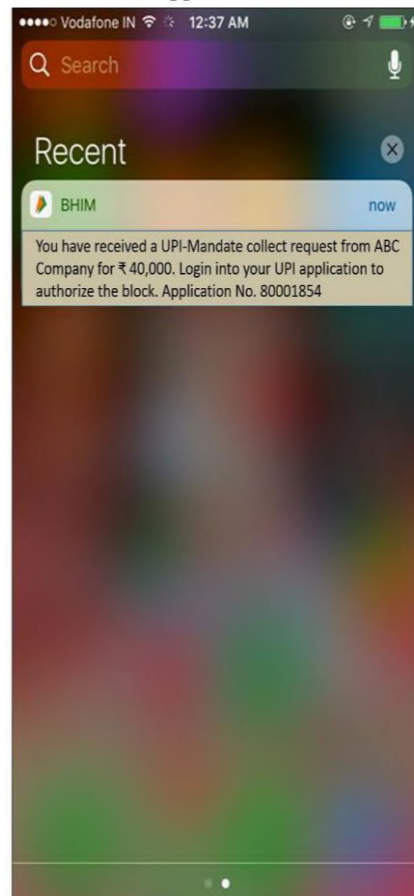 Vodafone IN 12:37 AM
Search
Recent
BHIM now
You have received a UPI-Mandate collect request from ABC
Company for ₹ 40,000. Login into your UPI application to
authorize the block. Application No. 80001854